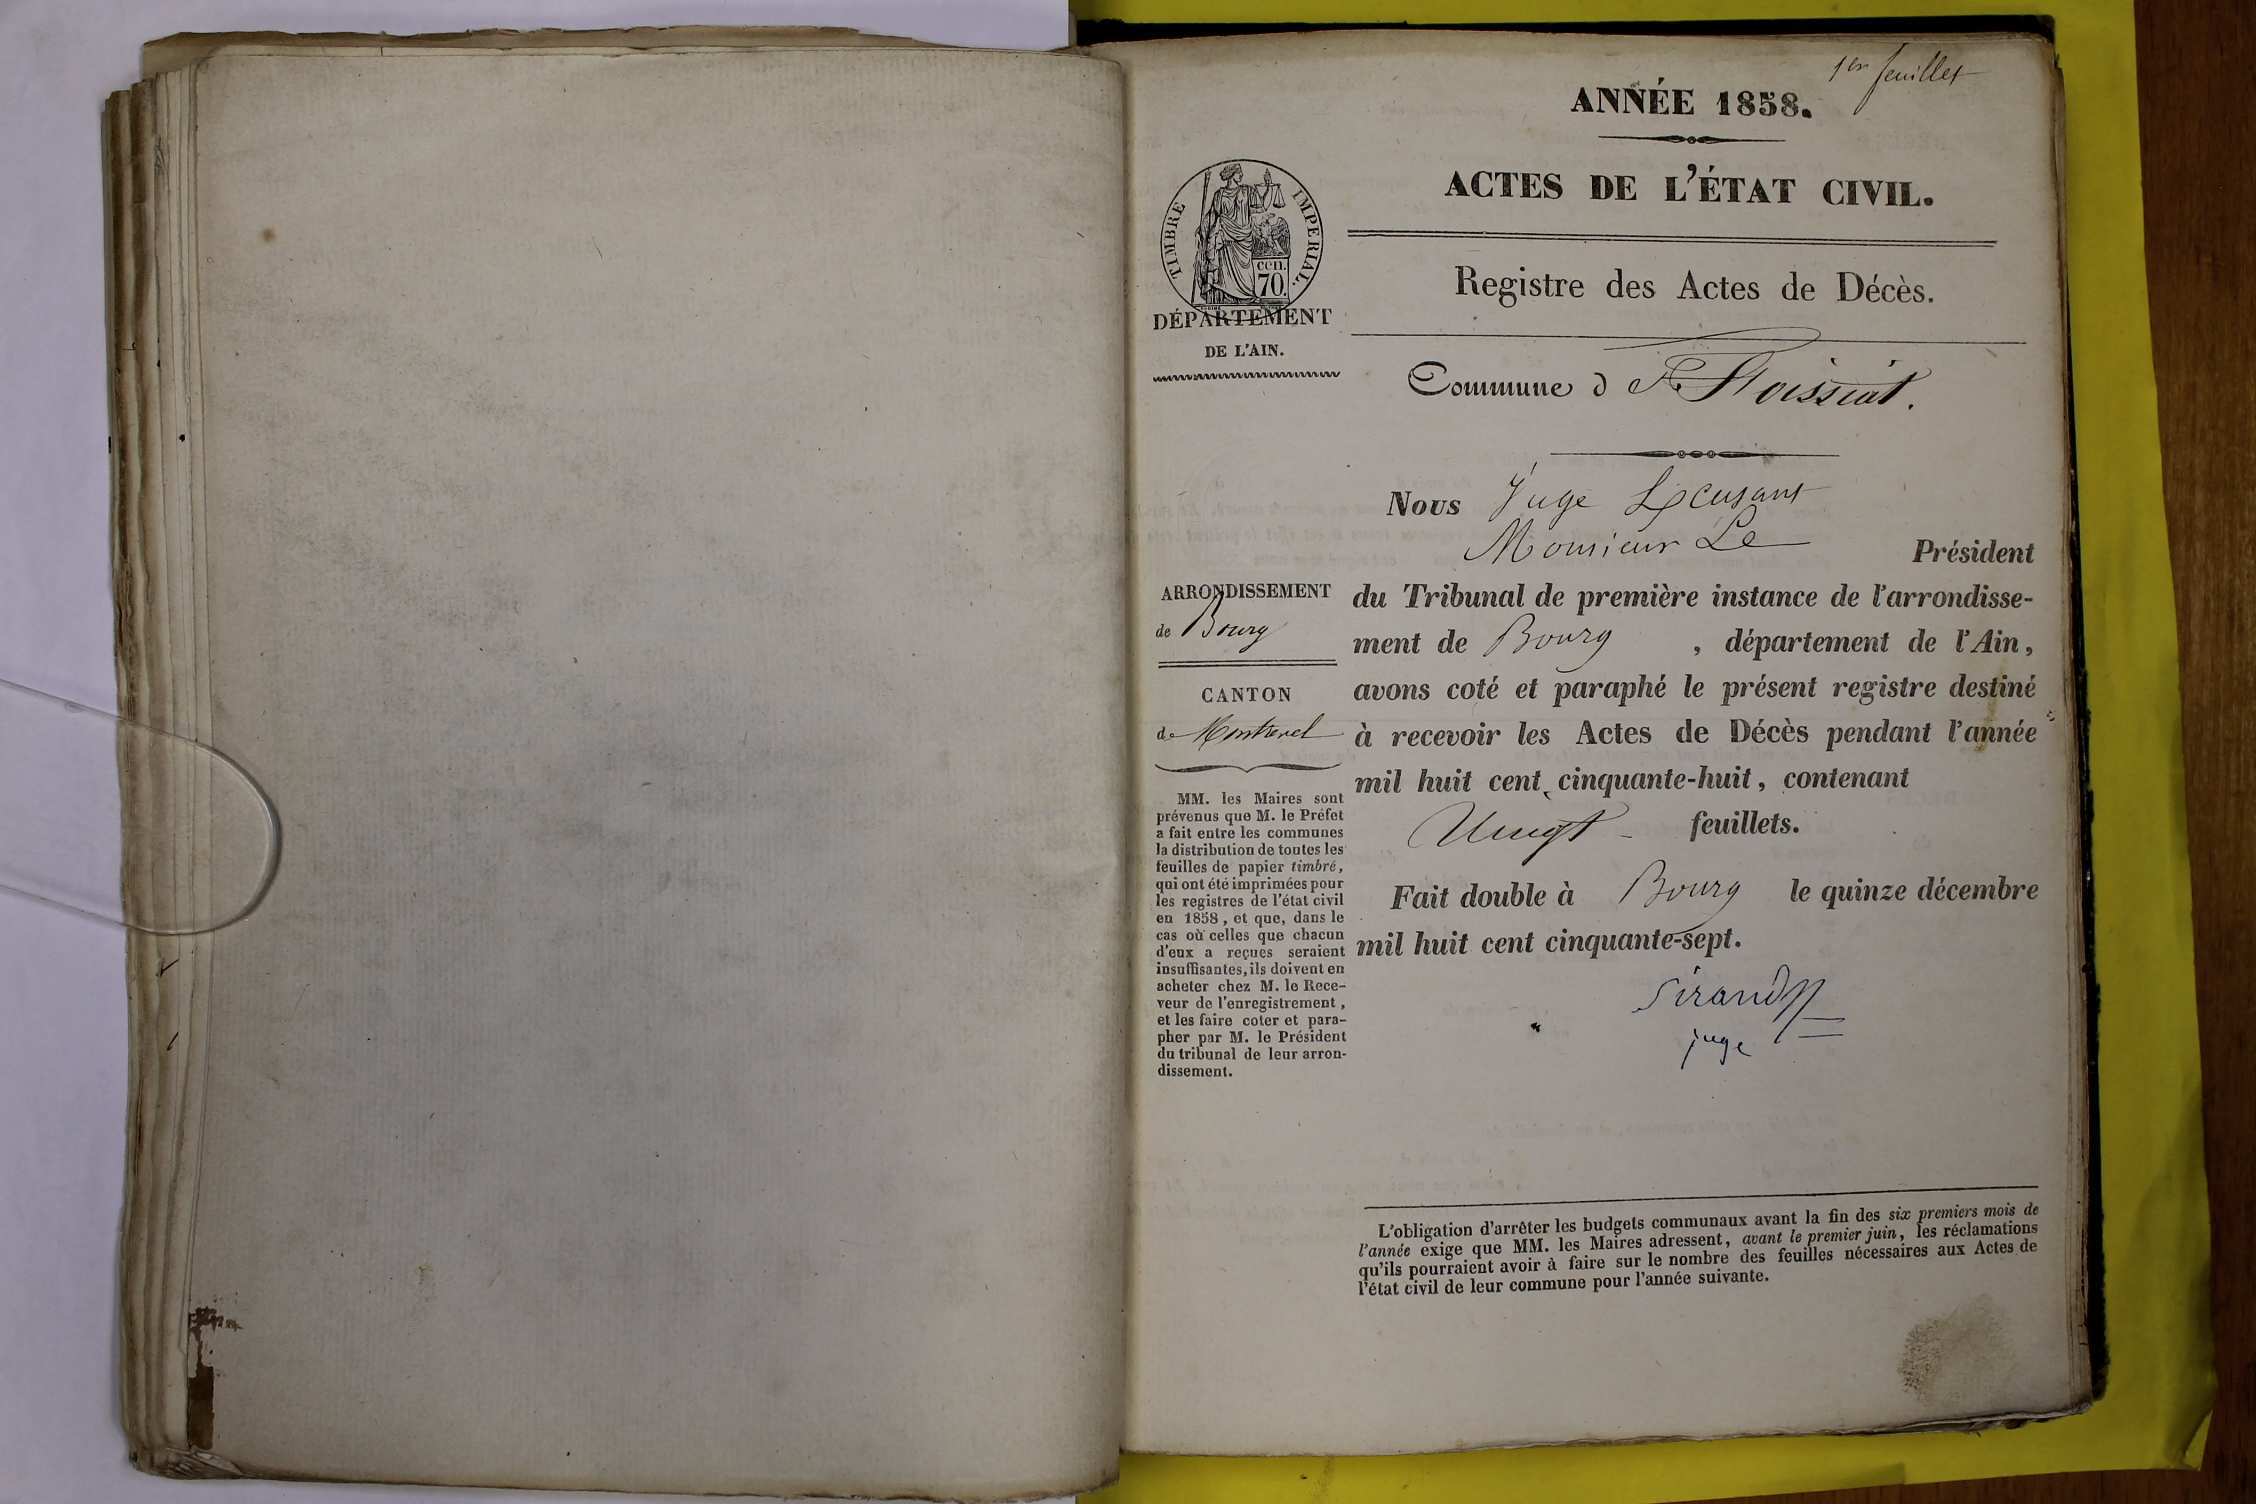 1er feuillet
ANNÉE 1858.
ACTES DE L'ÉTAT CIVIL.
TIMBRE IMPERIAL.
cen.
70.
Registre des Actes de Décès.
DÉPARTEMENT
DE L'AIN.
Commune d Foissiat.
Nous Juge Excusant
Monsieur Le Président
ARRONDISSEMENT
de Bourg
CANTON
de Montrevel
du Tribunal de première instance de l'arrondisse-
ment de Bourg, département de l'Ain,
avons coté et paraphé le présent registre destiné
à recevoir les Actes de Décès pendant l'année
mil huit cent cinquante-huit, contenant
Vingt feuillets.
Fait double à Bourg le quinze décembre
mil huit cent cinquante-sept.
Sirand
juge
MM. les Maires sont
prévenus que M. le Préfet
a fait entre les communes
la distribution de toutes les
feuilles de papier timbré,
qui ont été imprimées pour
les registres de l'état civil
en 1858, et que, dans le
cas où celles que chacun
d'eux a reçues seraient
insuffisantes, ils doivent en
acheter chez M. le Rece-
veur de l'enregistrement,
et les faire coter et para-
pher par M. le Président
du tribunal de leur arron-
dissement.
L'obligation d'arrêter les budgets communaux avant la fin des six premiers mois de
l'année exige que MM. les Maires adressent, avant le premier juin, les réclamations
qu'ils pourraient avoir à faire sur le nombre des feuilles nécessaires aux Actes de
l'état civil de leur commune pour l'année suivante.